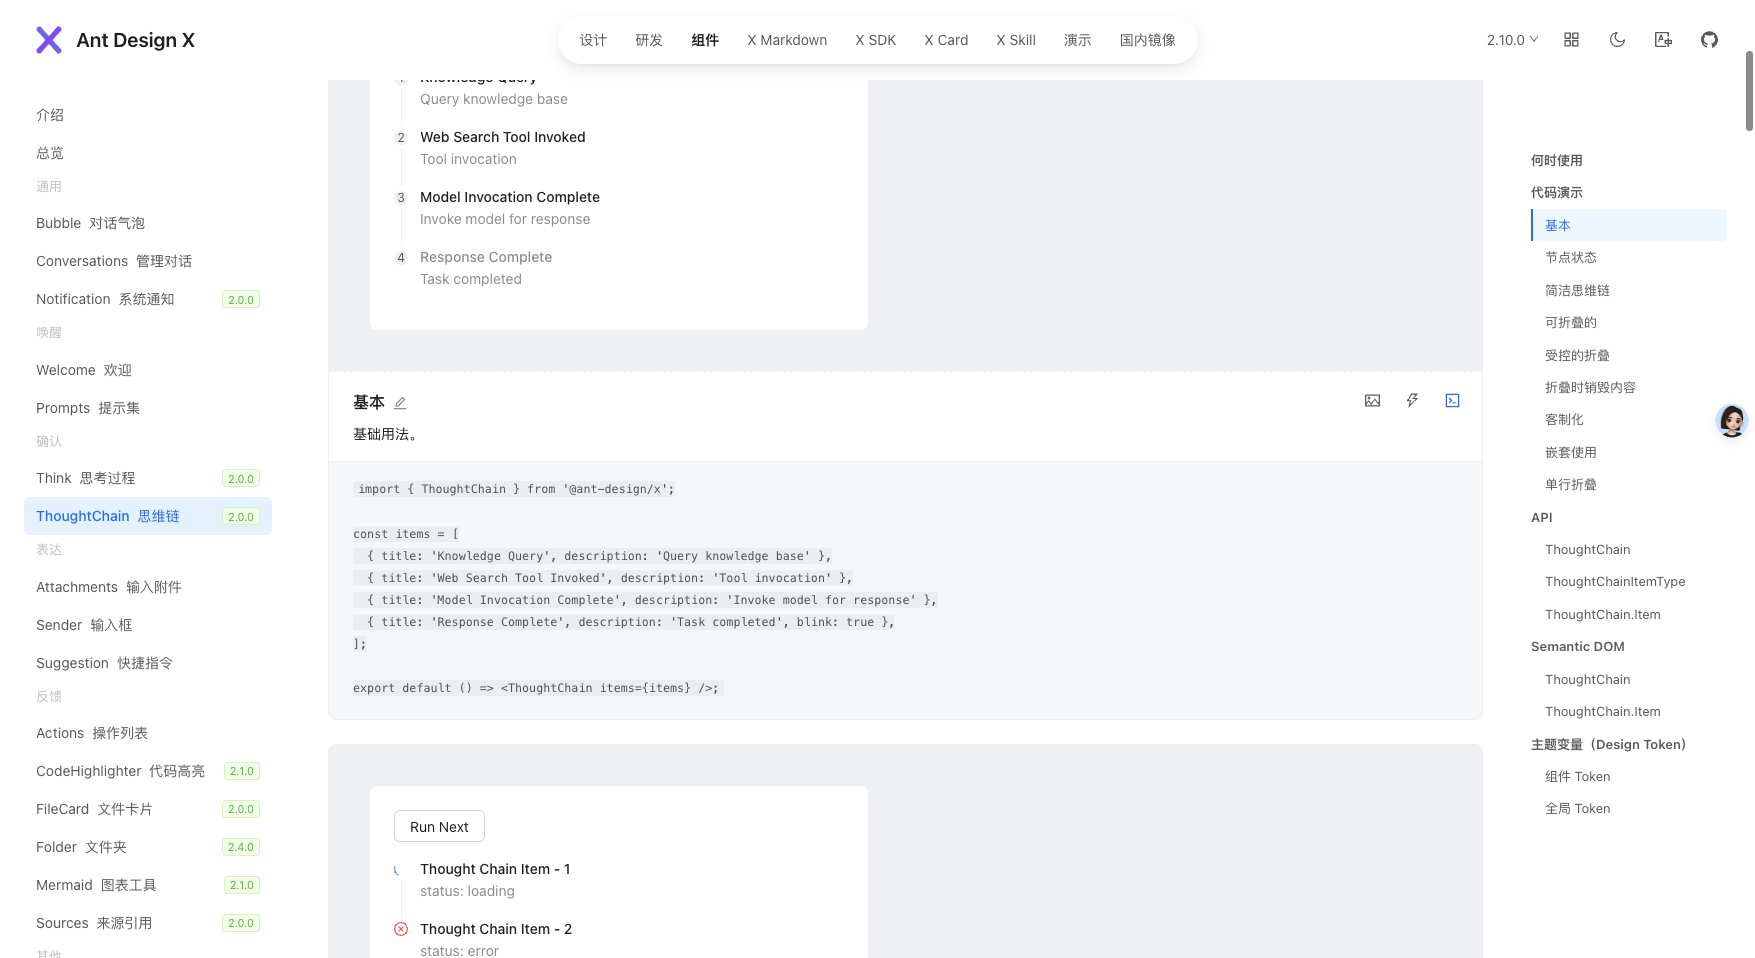 Ant Design X
设计
研发
组件
X Markdown
X SDK
X Card
X Skill
演示
国内镜像
2.10.0
介绍
总览
通用
Bubble 对话气泡
Conversations 管理对话
Notification 系统通知 2.0.0
唤醒
Welcome 欢迎
Prompts 提示集
确认
Think 思考过程 2.0.0
ThoughtChain 思维链 2.0.0
表达
Attachments 输入附件
Sender 输入框
Suggestion 快捷指令
反馈
Actions 操作列表
CodeHighlighter 代码高亮 2.1.0
FileCard 文件卡片 2.0.0
Folder 文件夹 2.4.0
Mermaid 图表工具 2.1.0
Sources 来源引用 2.0.0
其他
1 Knowledge Query
Query knowledge base
2 Web Search Tool Invoked
Tool invocation
3 Model Invocation Complete
Invoke model for response
4 Response Complete
Task completed
基本
基础用法。
import { ThoughtChain } from '@ant-design/x';
const items = [
{ title: 'Knowledge Query', description: 'Query knowledge base' },
{ title: 'Web Search Tool Invoked', description: 'Tool invocation' },
{ title: 'Model Invocation Complete', description: 'Invoke model for response' },
{ title: 'Response Complete', description: 'Task completed', blink: true },
];
export default () => <ThoughtChain items={items} />;
Run Next
Thought Chain Item - 1
status: loading
Thought Chain Item - 2
status: error
何时使用
代码演示
基本
节点状态
简洁思维链
可折叠的
受控的折叠
折叠时销毁内容
客制化
嵌套使用
单行折叠
API
ThoughtChain
ThoughtChainItemType
ThoughtChain.Item
Semantic DOM
ThoughtChain
ThoughtChain.Item
主题变量（Design Token）
组件 Token
全局 Token